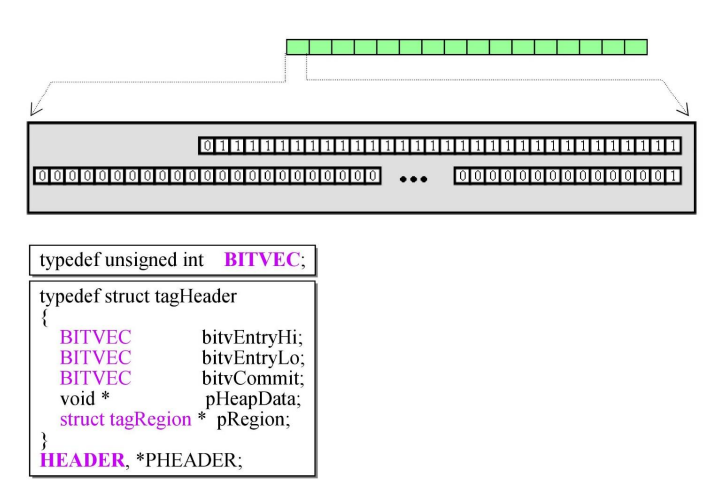 0 1 1 1 1 1 1 1 1 1 1 1 1 1 1 1 1 1 1 1 1 1 1 1 1 1 1 1 1 1 1 1
0 0 0 0 0 0 0 0 0 0 0 0 0 0 0 0 0 0 0 0 0 0 0 ... 0 0 0 0 0 0 0 0 0 0 0 0 0 0 1
typedef unsigned int BITVEC;
typedef struct tagHeader
{
BITVEC bitvEntryHi;
BITVEC bitvEntryLo;
BITVEC bitvCommit;
void * pHeapData;
struct tagRegion * pRegion;
}
HEADER, *PHEADER;